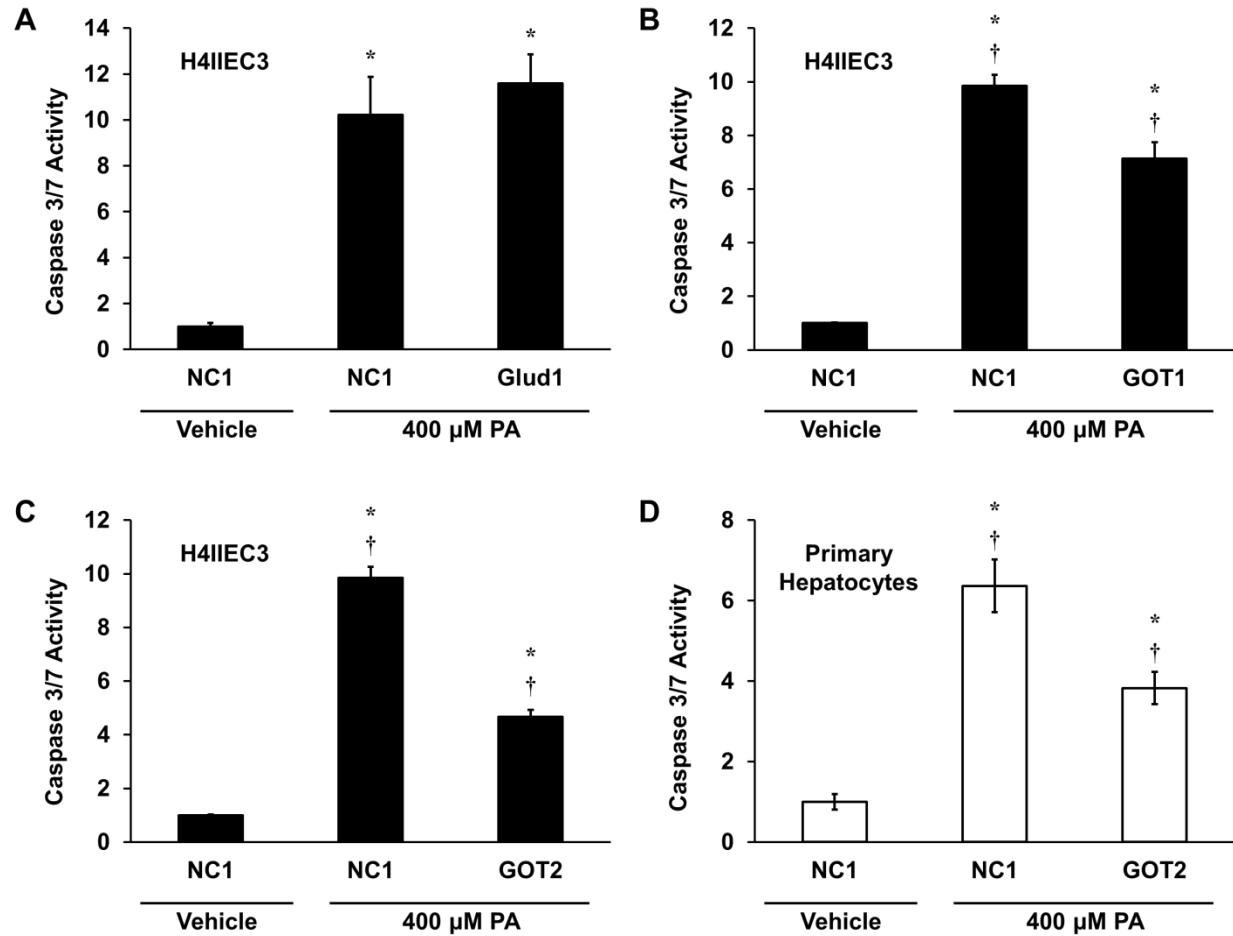 A
H4IIEC3
Caspase 3/7 Activity
14
12
10
8
6
4
2
0
*
*
NC1 NC1 Glud1
Vehicle 400 µM PA
B
H4IIEC3
Caspase 3/7 Activity
12
10
8
6
4
2
0
*
†
*
†
NC1 NC1 GOT1
Vehicle 400 µM PA
C
H4IIEC3
Caspase 3/7 Activity
12
10
8
6
4
2
0
*
†
*
†
NC1 NC1 GOT2
Vehicle 400 µM PA
D
Primary
Hepatocytes
Caspase 3/7 Activity
8
6
4
2
0
*
†
*
†
NC1 NC1 GOT2
Vehicle 400 µM PA